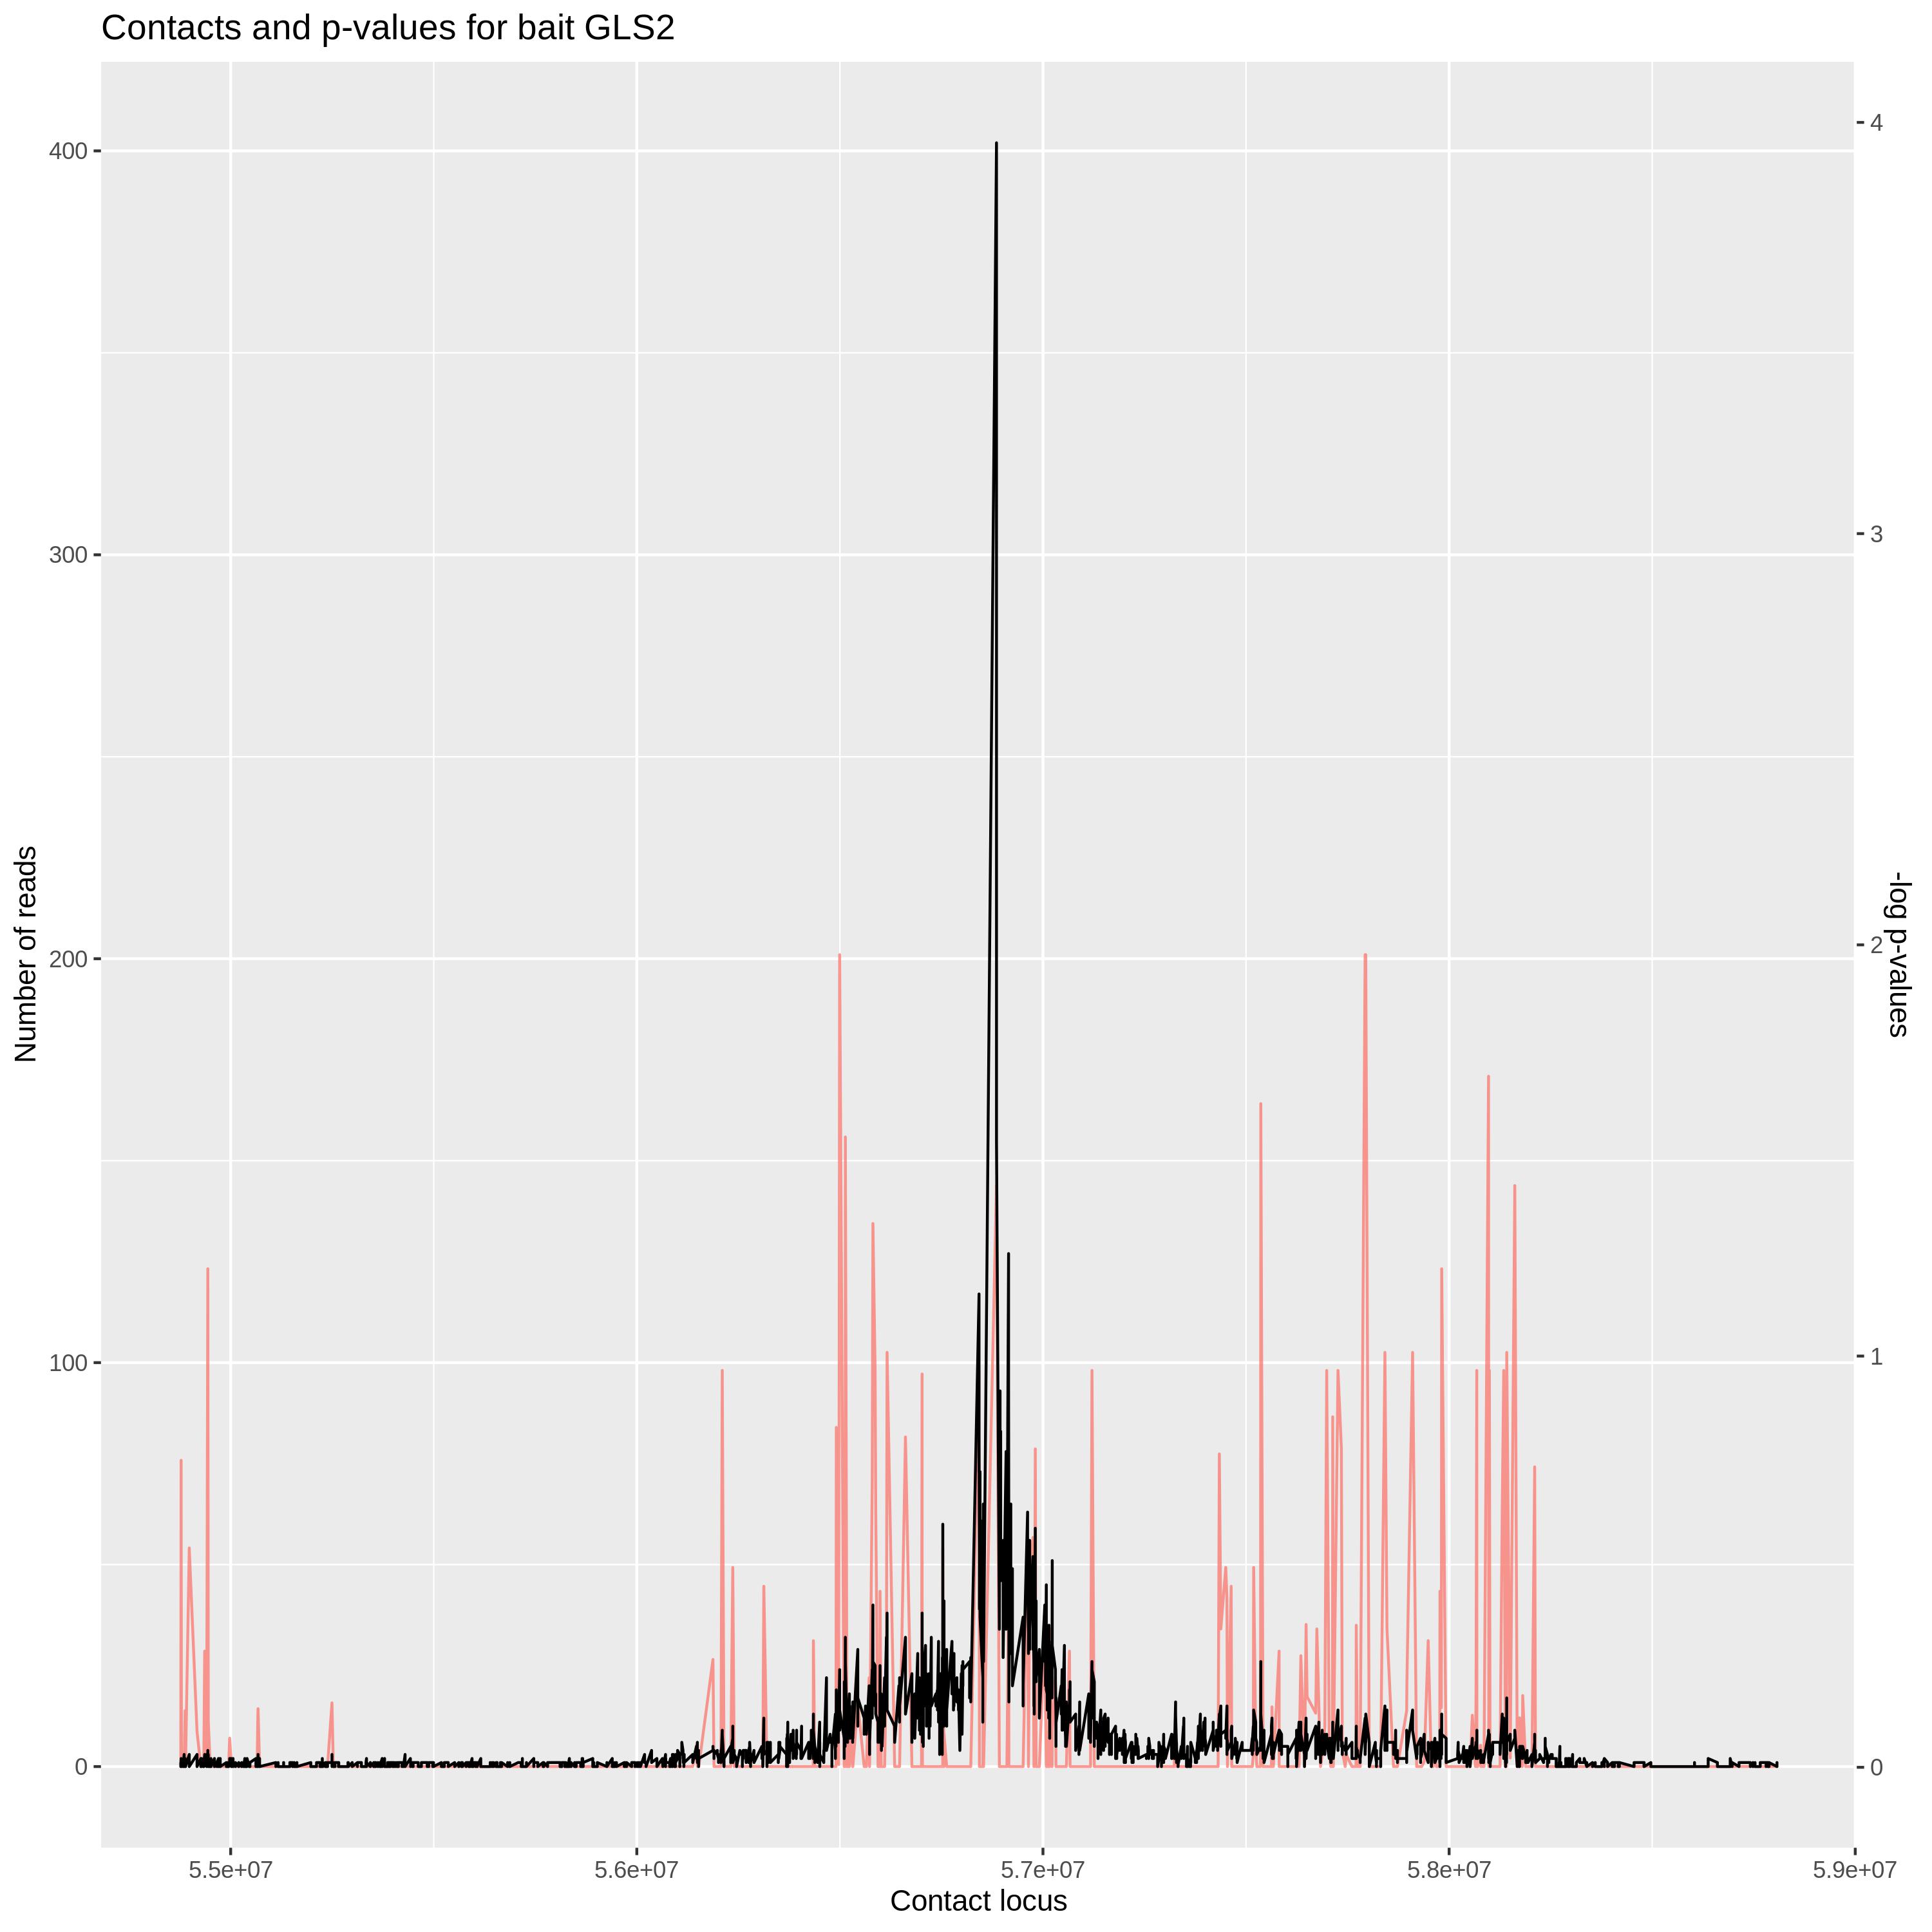 Contacts and p-values for bait GLS2
400
300
200
100
0
Number of reads
4
3
2
1
0
-log p-values
5.5e+07 5.6e+07 5.7e+07 5.8e+07 5.9e+07
Contact locus